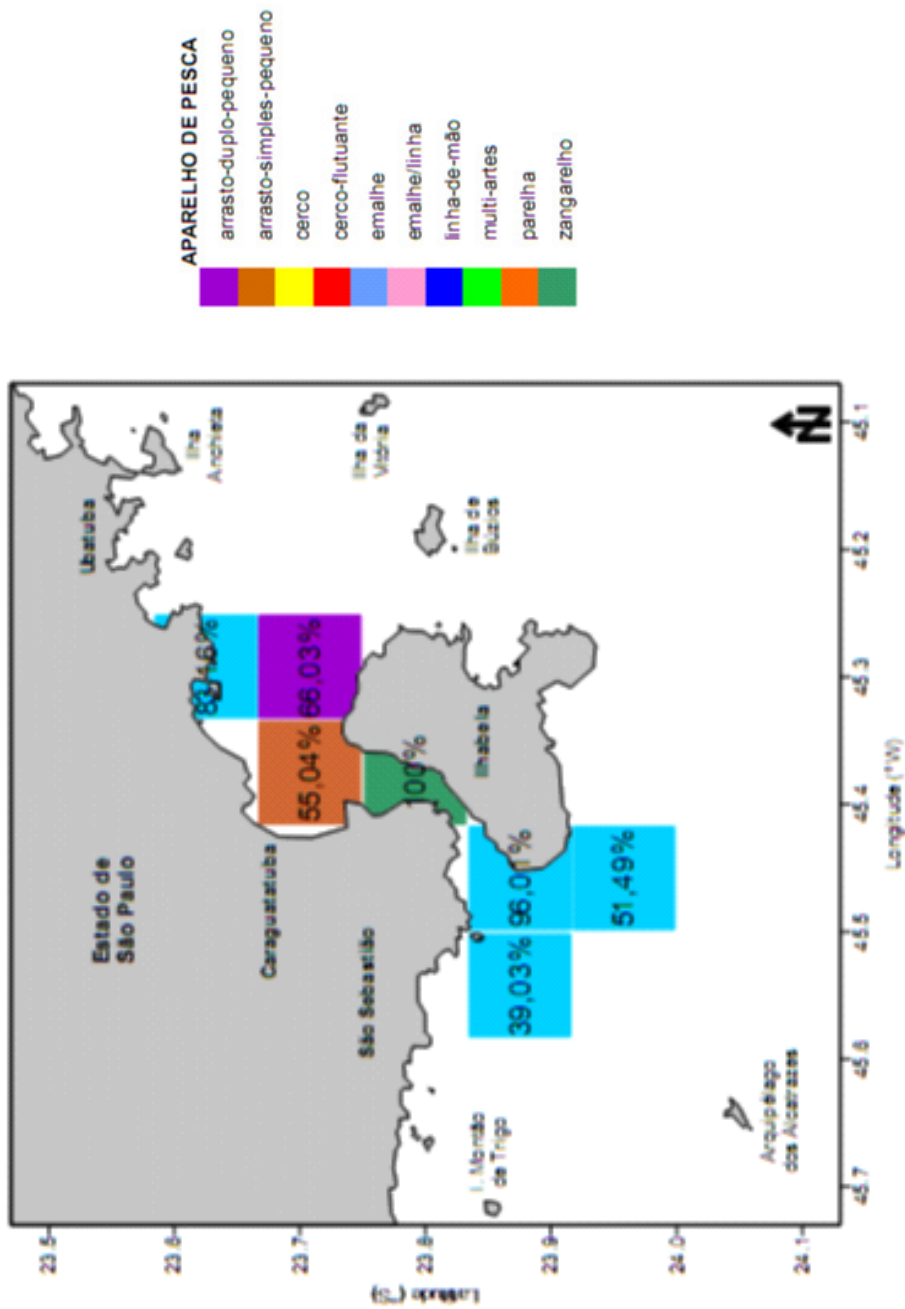 Ubatuba
Ilha
Anchieta
Estado de
São Paulo
Caraguatatuba
São Sebastião
Ilha da
Vitória
Ilha de
Búzios
Ilhabela
I. Montão
de Trigo
Arquipélago
dos Alcatrazes
55,04%
66,03%
100%
39,03%
96,01%
51,49%
N
23.5
23.6
23.7
23.8
23.9
24.0
24.1
Latitude (°S)
45.7
45.6
45.5
45.4
45.3
45.2
45.1
Longitude (°W)
APARELHO DE PESCA
arrasto-duplo-pequeno
arrasto-simples-pequeno
cerco
cerco-flutuante
emalhe
emalhe/linha
linha-de-mão
multi-artes
parelha
zangarelho